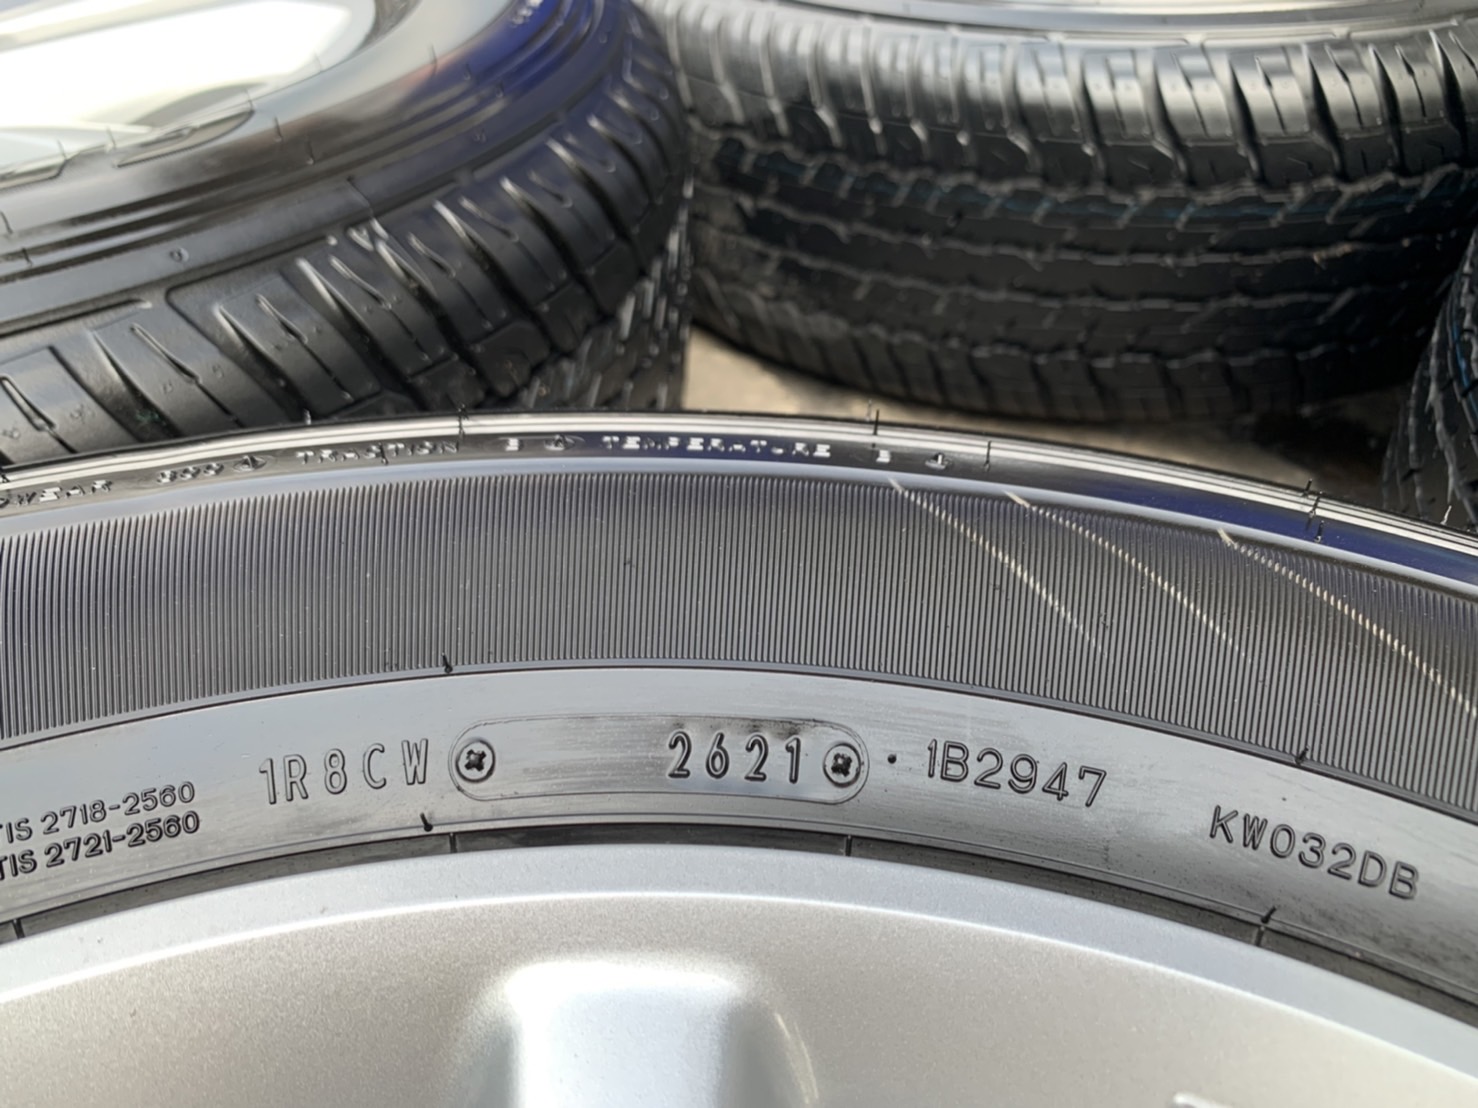 TRACTION B TEMPERATURE B
1R8CW 2621 · 1B2947
TIS 2718-2560
TIS 2721-2560
KW032DB